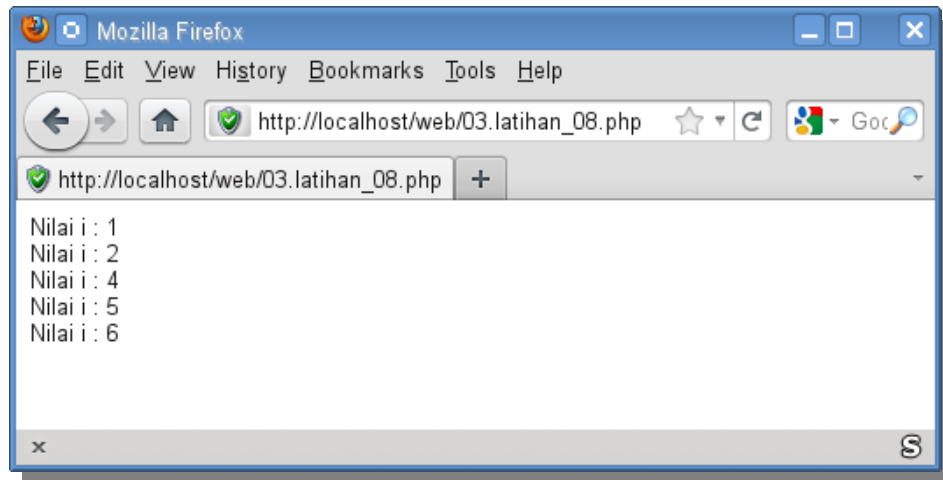 Mozilla Firefox
File Edit View History Bookmarks Tools Help
http://localhost/web/03.latihan_08.php
http://localhost/web/03.latihan_08.php
Nilai i : 1
Nilai i : 2
Nilai i : 4
Nilai i : 5
Nilai i : 6
x
S